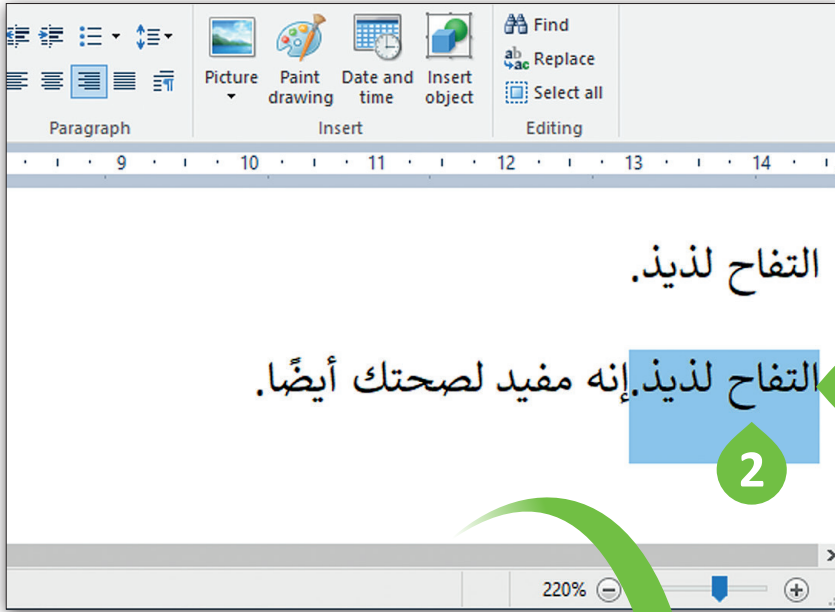 Find
Replace
Select all
Picture
Paint drawing
Date and time
Insert object
Paragraph
Insert
Editing
9 10 11 12 13 14
التفاح لذيذ.
التفاح لذيذ.إنه مفيد لصحتك أيضًا.
2
220%